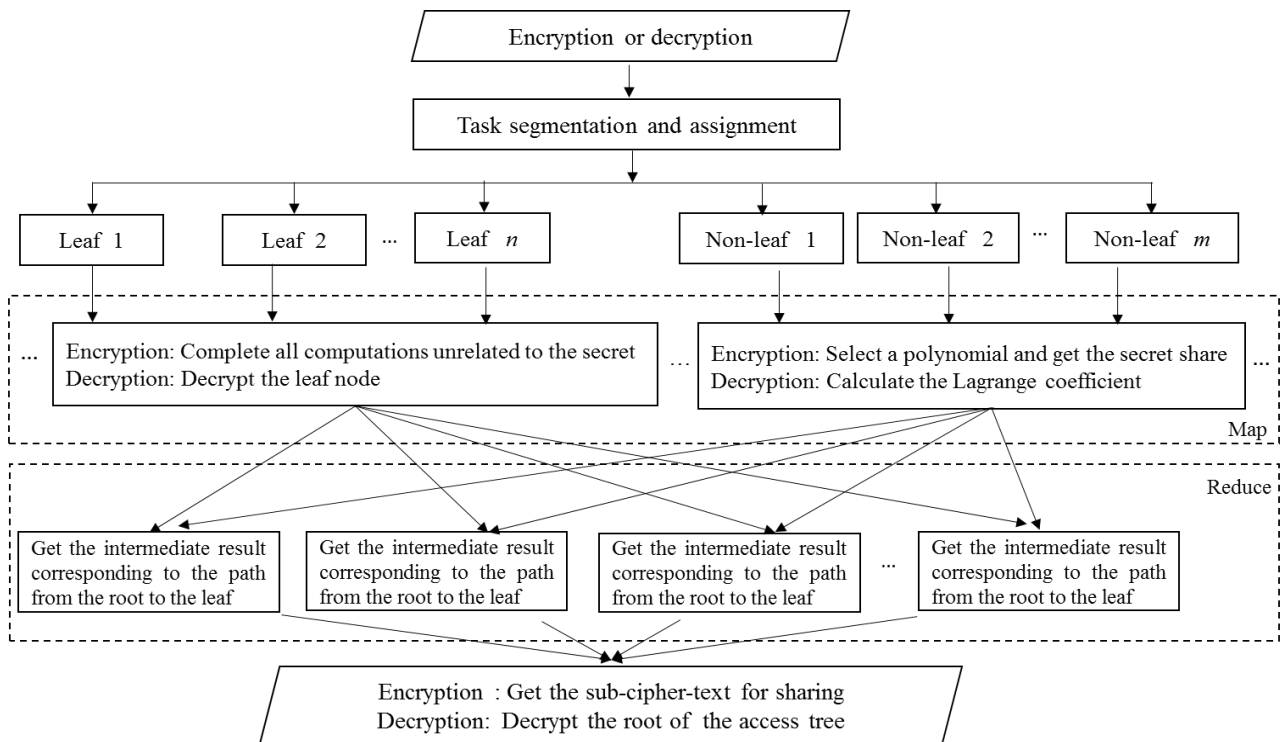 Encryption or decryption
Task segmentation and assignment
Leaf 1
Leaf 2
...
Leaf n
Non-leaf 1
Non-leaf 2
...
Non-leaf m
...
Encryption: Complete all computations unrelated to the secret
Decryption: Decrypt the leaf node
...
Encryption: Select a polynomial and get the secret share
Decryption: Calculate the Lagrange coefficient
...
Map
Reduce
Get the intermediate result
corresponding to the path
from the root to the leaf
Get the intermediate result
corresponding to the path
from the root to the leaf
Get the intermediate result
corresponding to the path
from the root to the leaf
...
Get the intermediate result
corresponding to the path
from the root to the leaf
Encryption : Get the sub-cipher-text for sharing
Decryption: Decrypt the root of the access tree